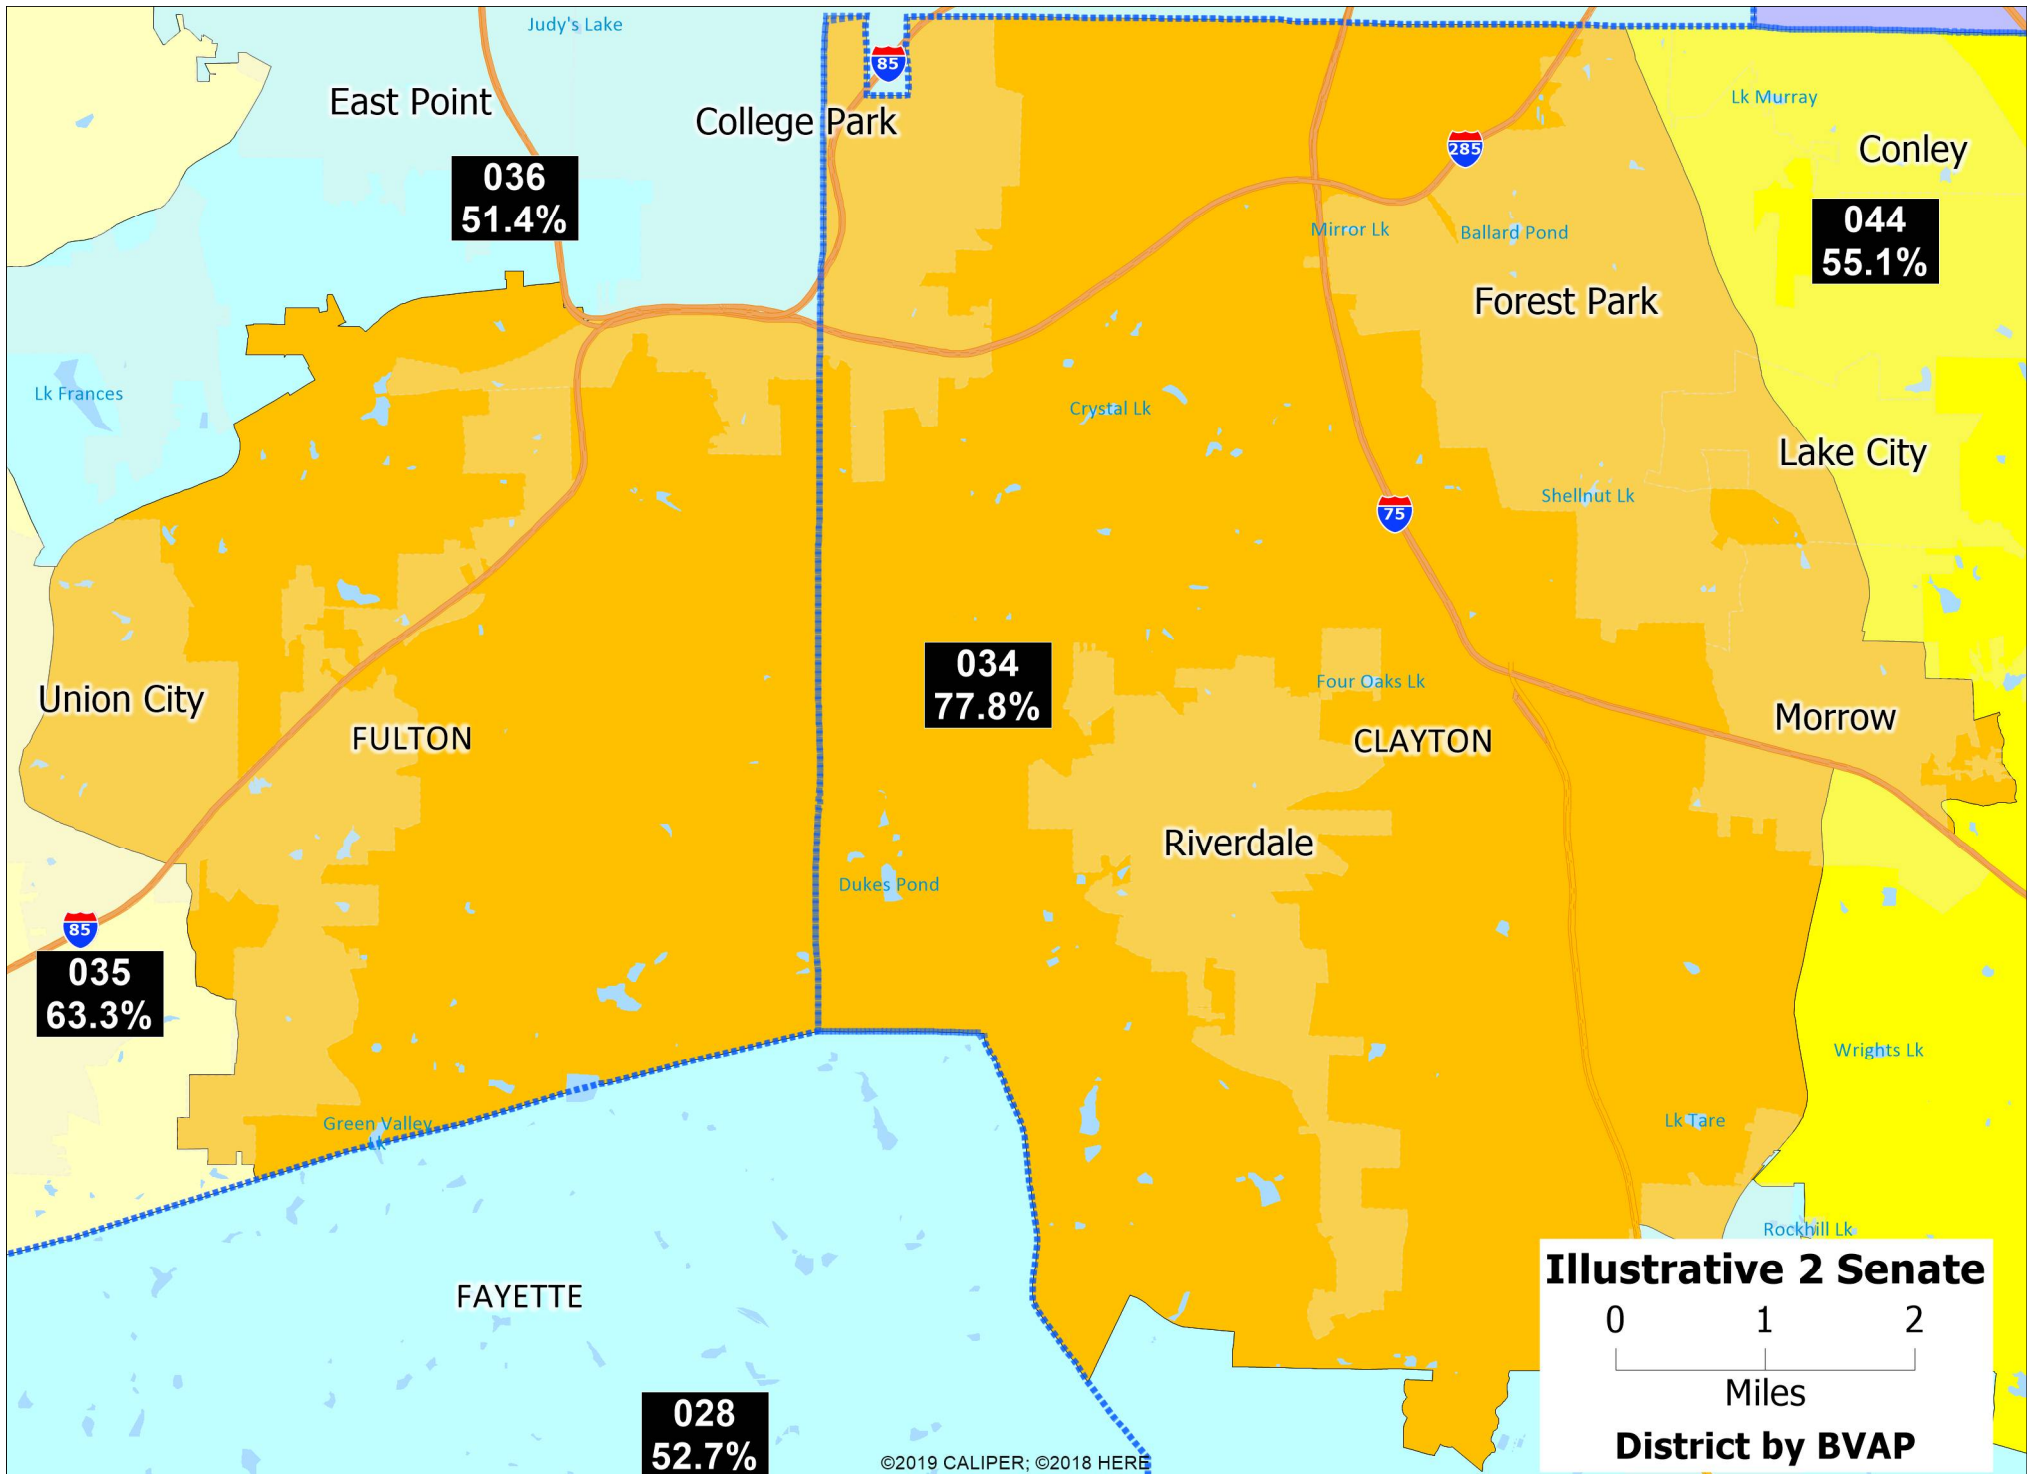 Judy's Lake
85
East Point
College Park
Lk Murray
Conley
285
036
51.4%
044
55.1%
Mirror Lk
Ballard Pond
Forest Park
Lk Frances
Crystal Lk
Lake City
Shellnut Lk
75
034
77.8%
Four Oaks Lk
Union City
FULTON
CLAYTON
Morrow
Riverdale
Dukes Pond
85
035
63.3%
Wrights Lk
Green Valley
Lk
Lk Tare
Rockhill Lk
FAYETTE
Illustrative 2 Senate
0 1 2
Miles
District by BVAP
028
52.7%
©2019 CALIPER; ©2018 HERE